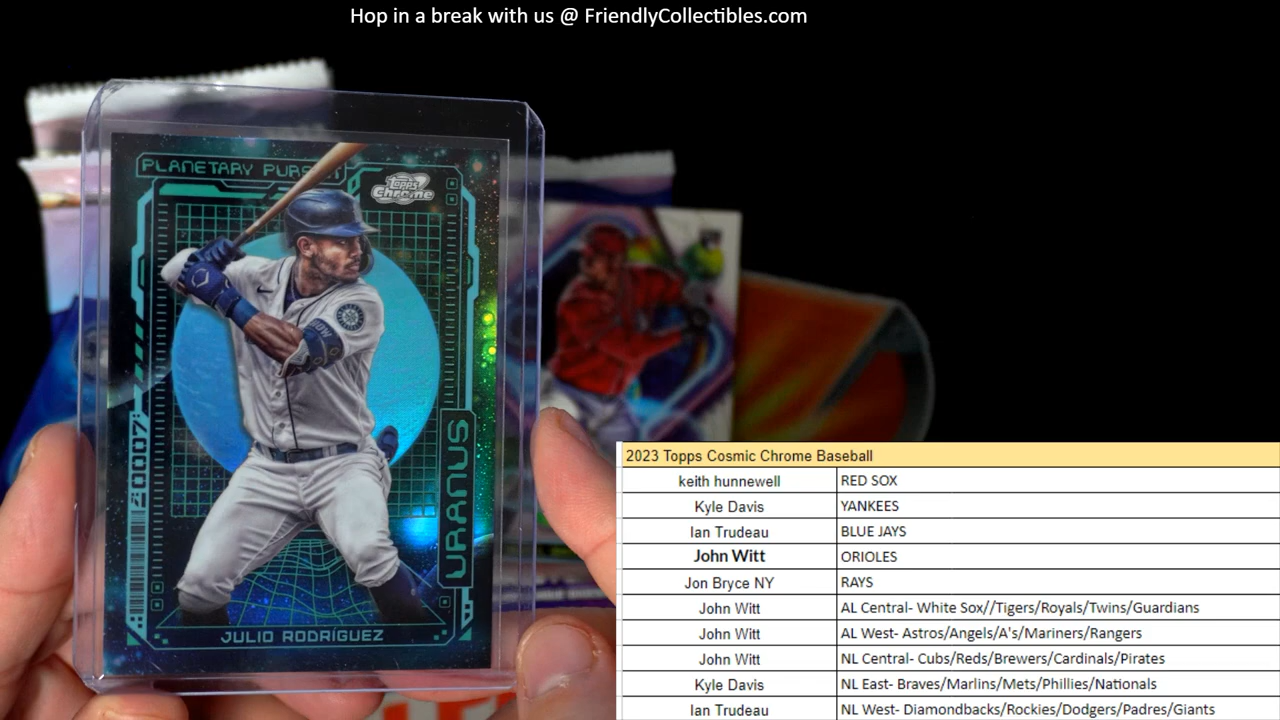 Hop in a break with us @ FriendlyCollectibles.com
PLANETARY PURSUIT
Topps
Chrome
:0007:
URANUS
JULIO RODRÍGUEZ
2023 Topps Cosmic Chrome Baseball
keith hunnewell RED SOX
Kyle Davis YANKEES
Ian Trudeau BLUE JAYS
John Witt ORIOLES
Jon Bryce NY RAYS
John Witt AL Central- White Sox//Tigers/Royals/Twins/Guardians
John Witt AL West- Astros/Angels/A's/Mariners/Rangers
John Witt NL Central- Cubs/Reds/Brewers/Cardinals/Pirates
Kyle Davis NL East- Braves/Marlins/Mets/Phillies/Nationals
Ian Trudeau NL West- Diamondbacks/Rockies/Dodgers/Padres/Giants